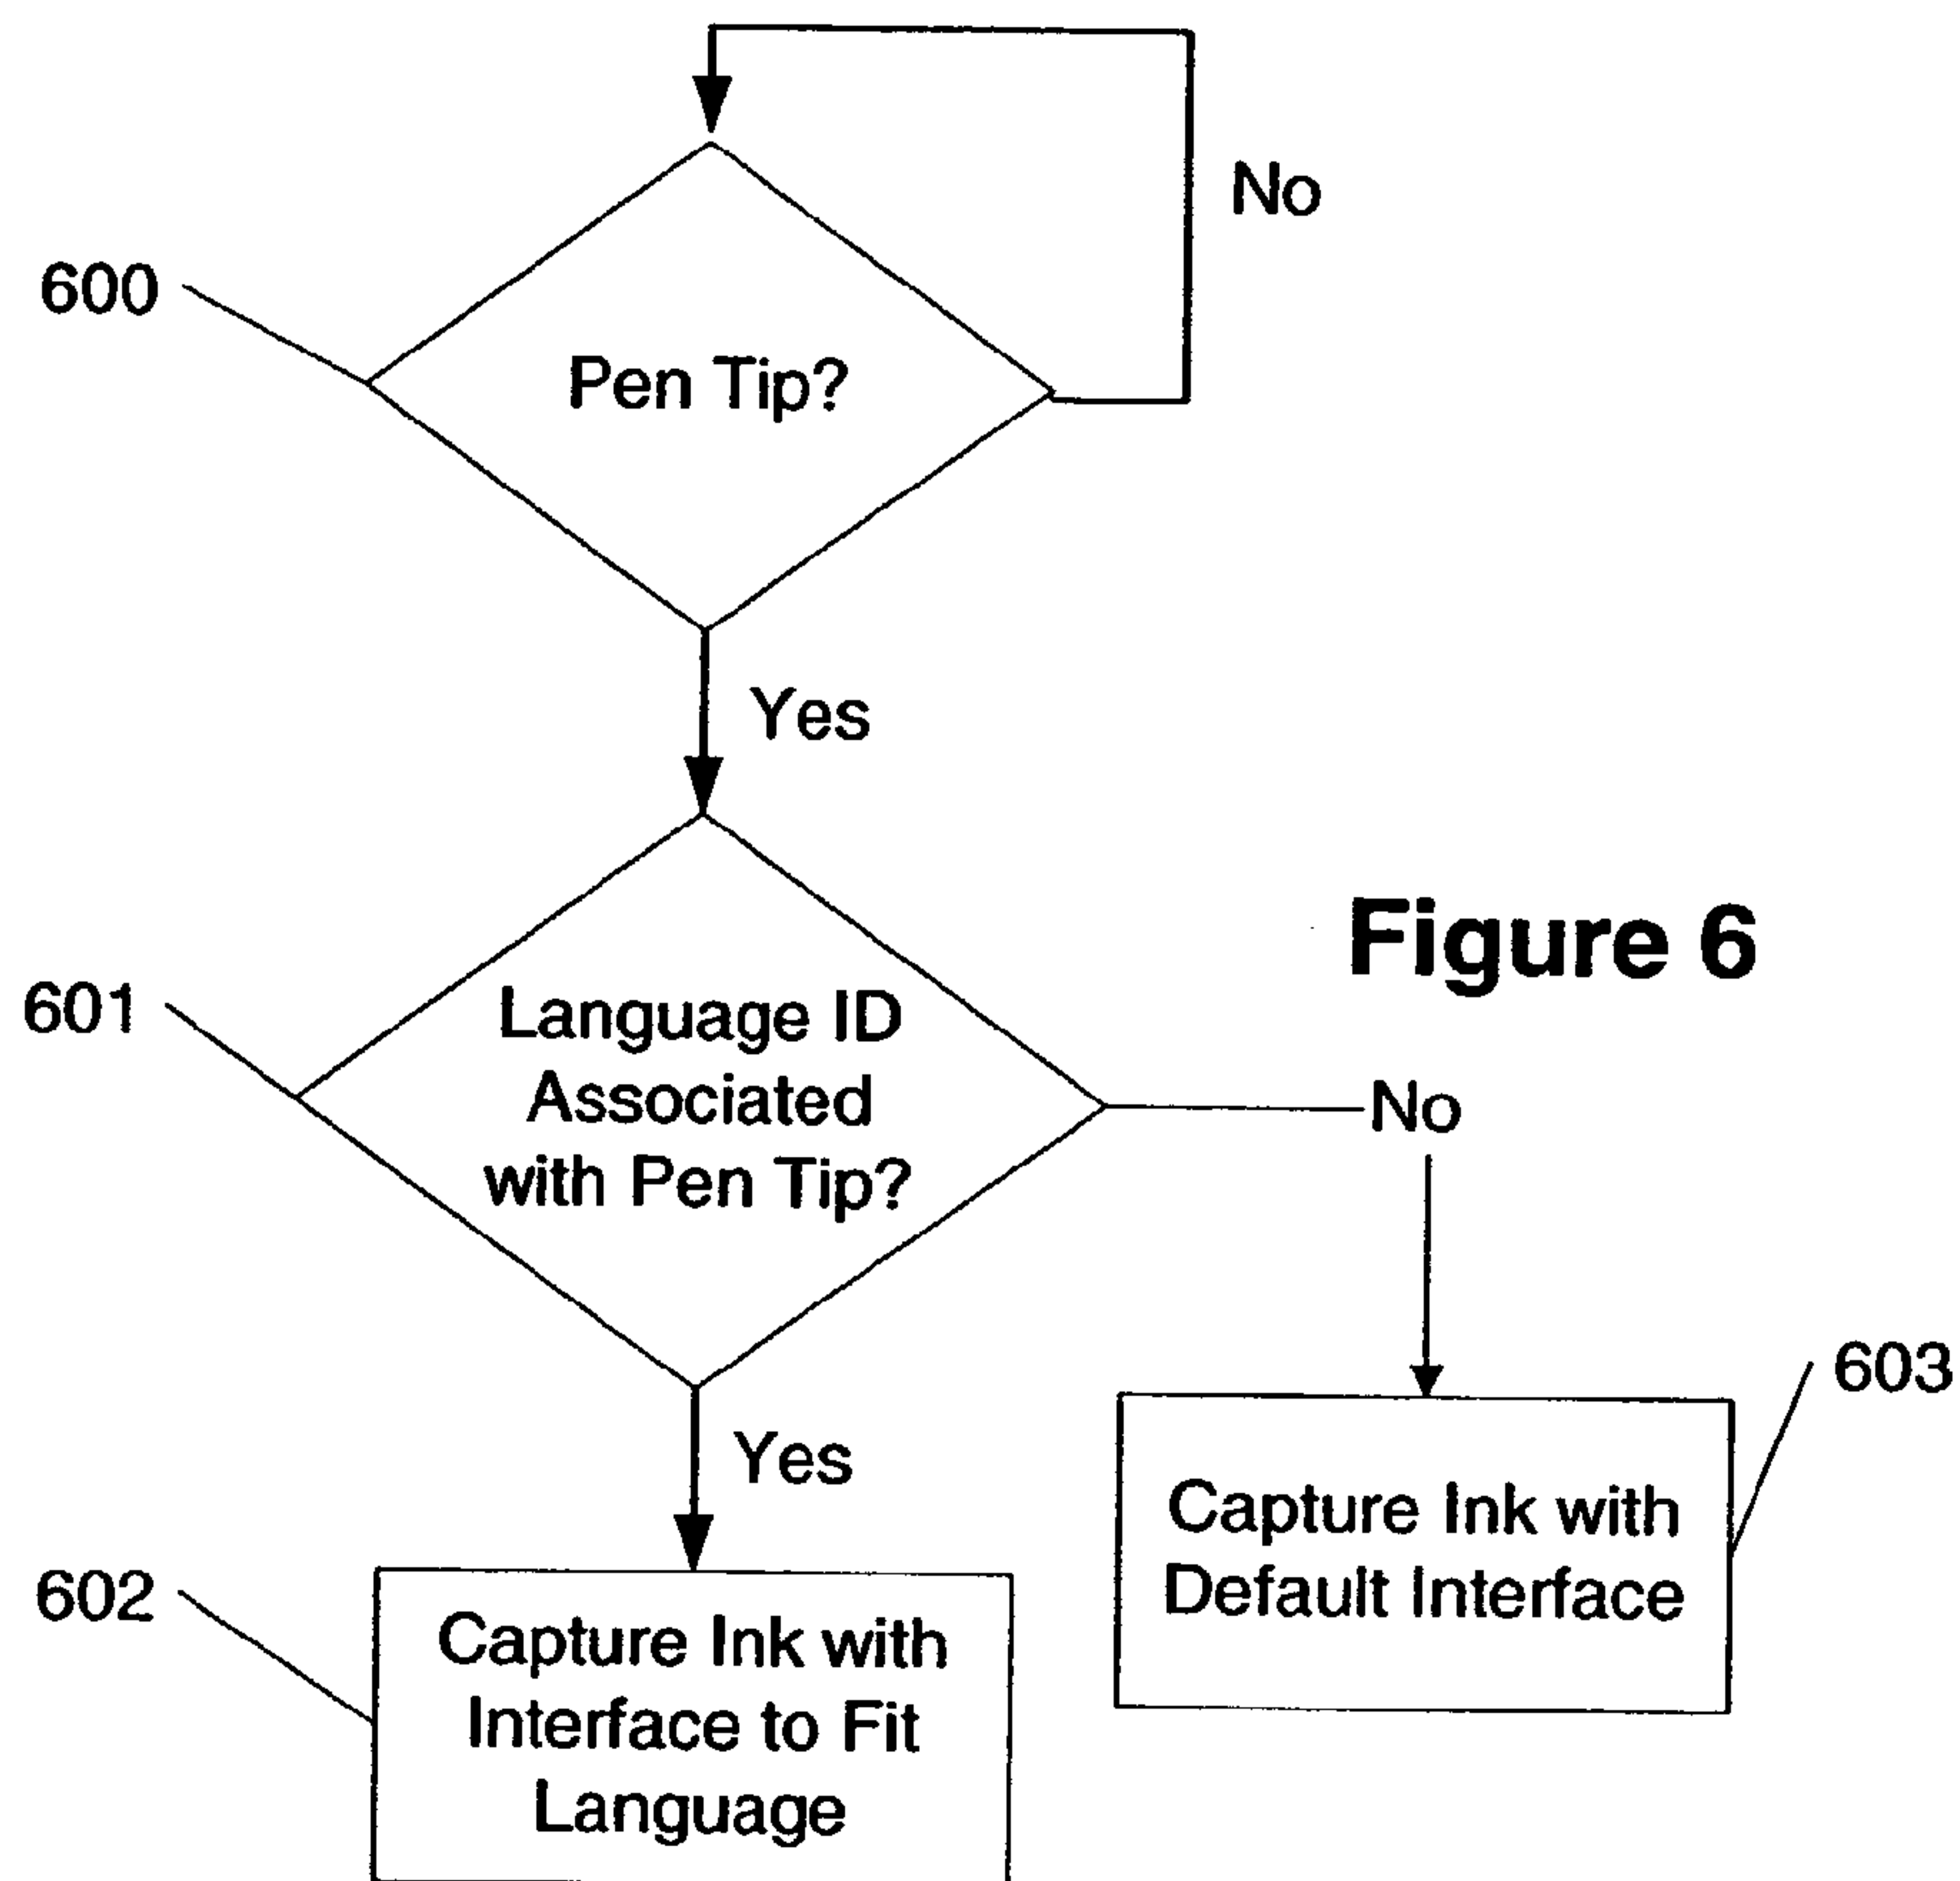 No
600
Pen Tip?
Yes
Figure 6
601
Language ID
Associated
with Pen Tip?
No
Yes
603
Capture Ink with
Default Interface
602
Capture Ink with
Interface to Fit
Language